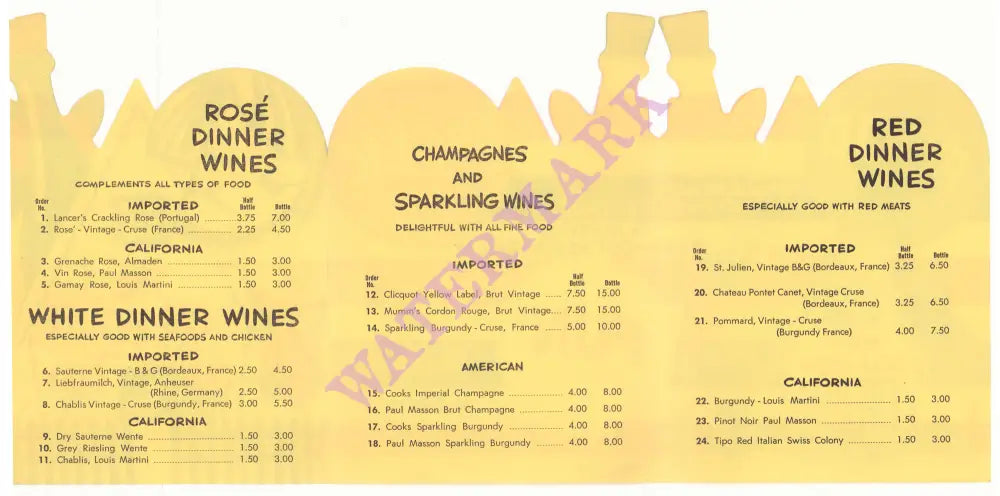 ROSÉ
DINNER
WINES
COMPLEMENTS ALL TYPES OF FOOD
Order No. IMPORTED Half Bottle Bottle
1. Lancer's Crackling Rose (Portugal) ........... 3.75 7.00
2. Rose' - Vintage - Cruse (France) ............. 2.25 4.50
CALIFORNIA
3. Grenache Rose, Almaden ..................... 1.50 3.00
4. Vin Rose, Paul Masson ....................... 1.50 3.00
5. Gamay Rose, Louis Martini ................... 1.50 3.00
WHITE DINNER WINES
ESPECIALLY GOOD WITH SEAFOODS AND CHICKEN
IMPORTED
6. Sauterne Vintage - B & G (Bordeaux, France) 2.50 4.50
7. Liebfraumilch, Vintage, Anheuser
(Rhine, Germany) 2.50 5.00
8. Chablis Vintage - Cruse (Burgundy, France) 3.00 5.50
CALIFORNIA
9. Dry Sauterne Wente ........................... 1.50 3.00
10. Grey Riesling Wente ........................... 1.50 3.00
11. Chablis, Louis Martini ........................... 1.50 3.00
CHAMPAGNES
AND
SPARKLING WINES
DELIGHTFUL WITH ALL FINE FOOD
IMPORTED
Order No. Half Bottle Bottle
12. Clicquot Yellow Label, Brut Vintage ...... 7.50 15.00
13. Mumm's Cordon Rouge, Brut Vintage.... 7.50 15.00
14. Sparkling Burgundy - Cruse, France ...... 5.00 10.00
AMERICAN
15. Cooks Imperial Champagne .................. 4.00 8.00
16. Paul Masson Brut Champagne .............. 4.00 8.00
17. Cooks Sparkling Burgundy .................. 4.00 8.00
18. Paul Masson Sparkling Burgundy ......... 4.00 8.00
RED
DINNER
WINES
ESPECIALLY GOOD WITH RED MEATS
Order No. IMPORTED Half Bottle Bottle
19. St. Julien, Vintage B&G (Bordeaux, France) 3.25 6.50
20. Chateau Pontet Canet, Vintage Cruse
(Bordeaux, France) 3.25 6.50
21. Pommard, Vintage - Cruse
(Burgundy France) 4.00 7.50
CALIFORNIA
22. Burgundy - Louis Martini ..................... 1.50 3.00
23. Pinot Noir Paul Masson ..................... 1.50 3.00
24. Tipo Red Italian Swiss Colony .............. 1.50 3.00
WATERMARK